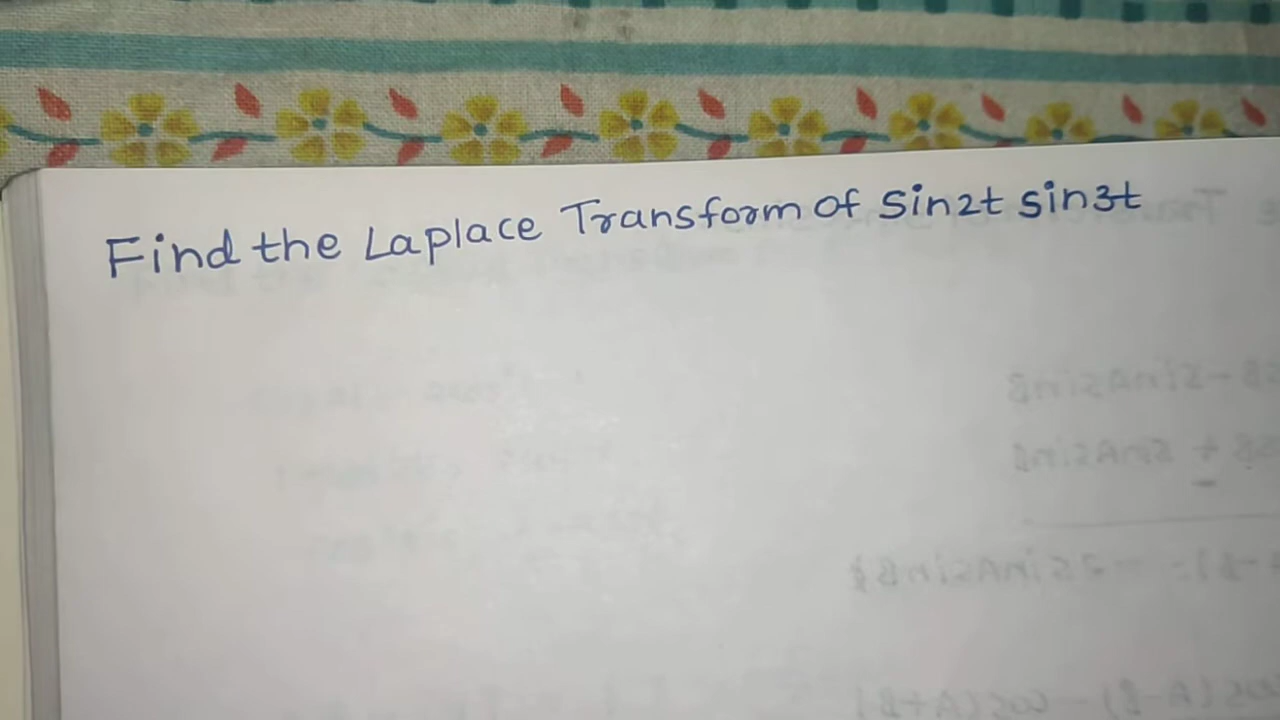 Find the Laplace Transform of sin2t sin3t